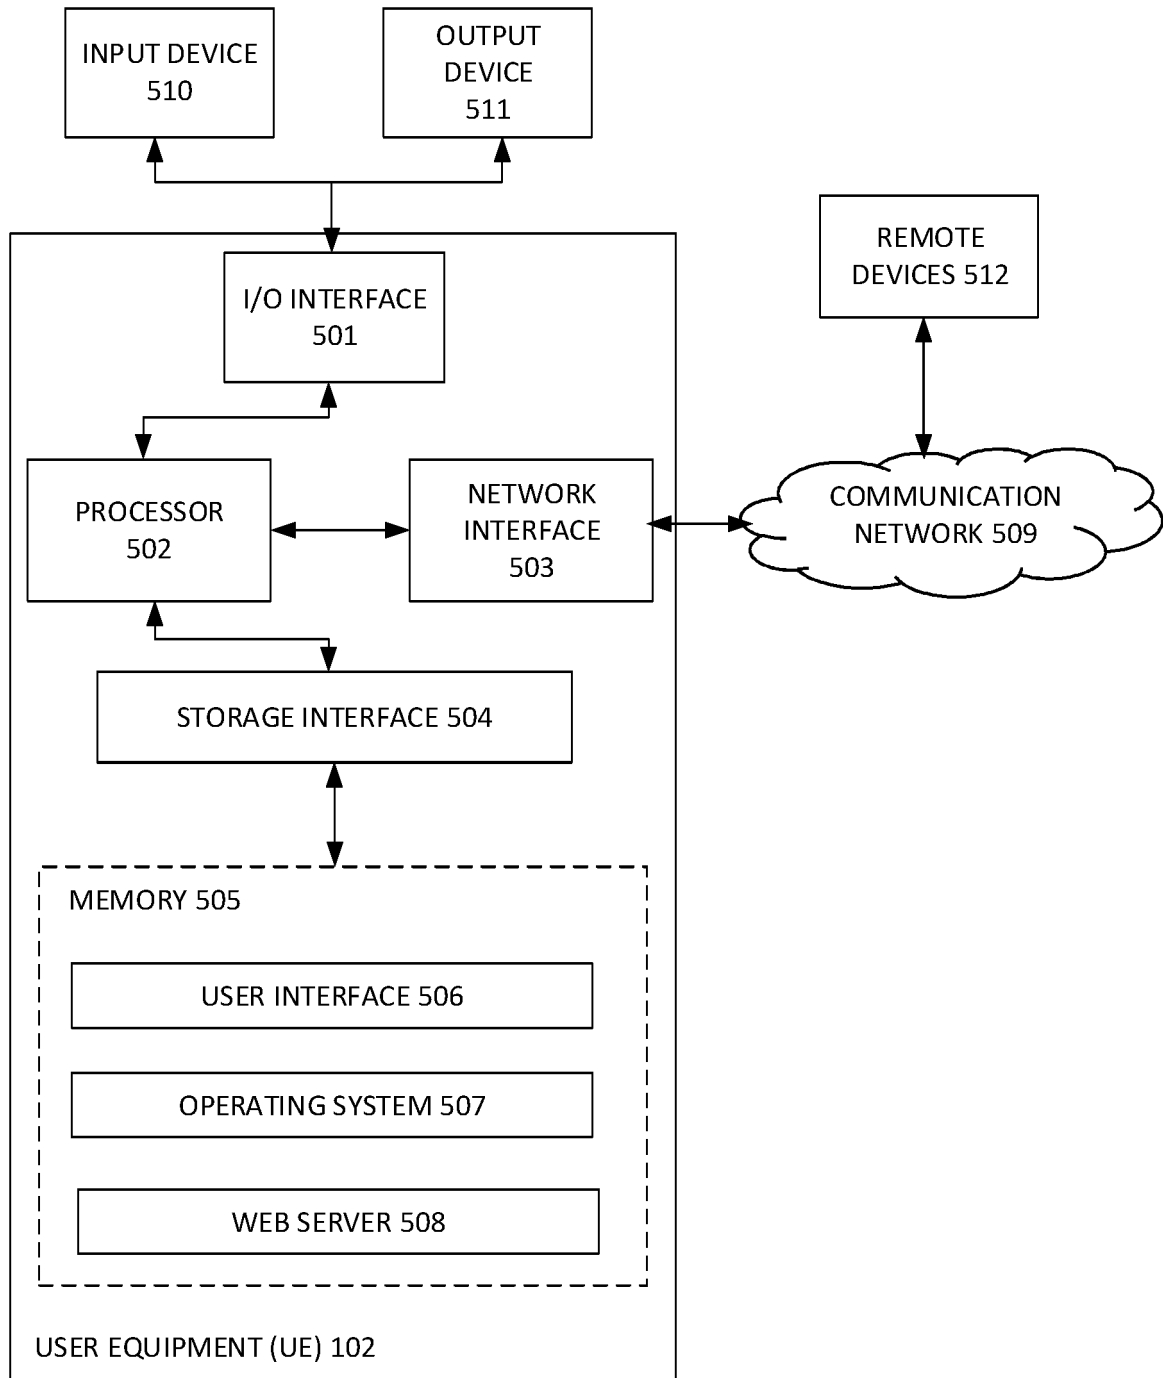 INPUT DEVICE
510
OUTPUT
DEVICE
511
REMOTE
DEVICES 512
I/O INTERFACE
501
PROCESSOR
502
NETWORK
INTERFACE
503
COMMUNICATION
NETWORK 509
STORAGE INTERFACE 504
MEMORY 505
USER INTERFACE 506
OPERATING SYSTEM 507
WEB SERVER 508
USER EQUIPMENT (UE) 102